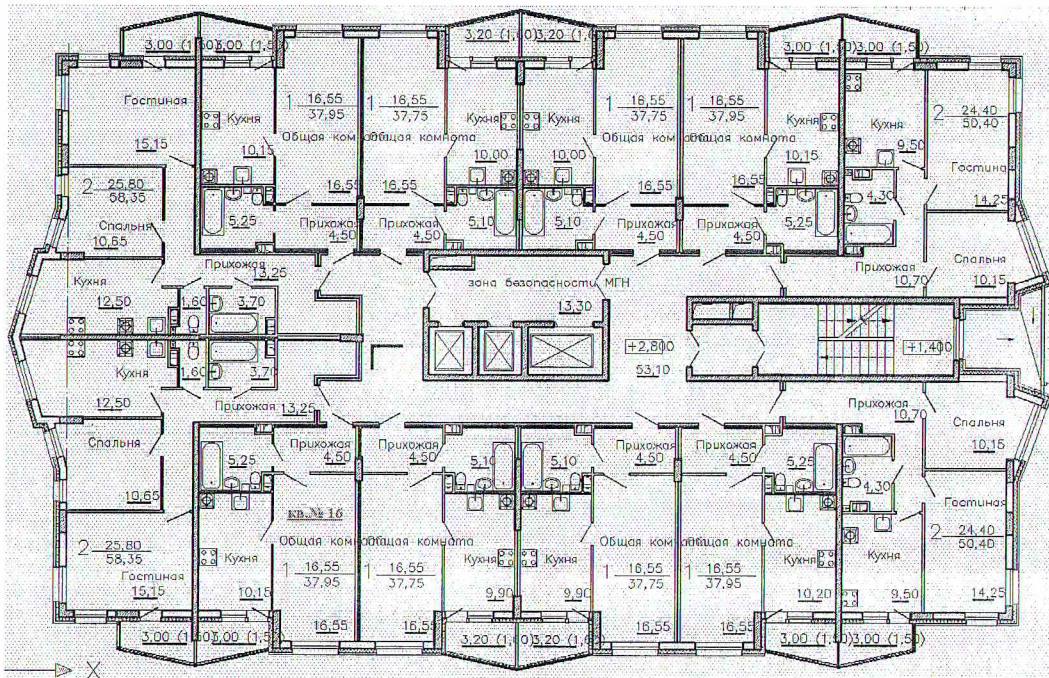 3,00 (1,50) 3,00 (1,50) 3,20 (1,60) 3,20 (1,60) 3,00 (1,50) 3,00 (1,50)
Гостиная
15,15
Кухня
10,15
1 16,55
37,95
Общая комната
16,55
1 16,55
37,75
Общая комната
16,55
Кухня
10,00
Кухня
10,00
1 16,55
37,75
Общая комната
16,55
1 16,55
37,95
Общая комната
16,55
Кухня
10,15
Кухня
9,50
2 24,40
50,40
Гостиная
14,25
2 25,80
58,35
Спальня
10,65
5,25
Прихожая
4,50
Прихожая
4,50
5,10
5,10
Прихожая
4,50
Прихожая
4,50
5,25
4,30
Спальня
10,15
Кухня
12,50
Прихожая
13,25
1,60
3,70
зона безопасности МГН
13,30
Прихожая
10,70
+2,800
53,10
+1,400
Кухня
12,50
1,60
3,70
Прихожая
13,25
Прихожая
10,70
Спальня
10,15
Спальня
10,65
5,25
Прихожая
4,50
Прихожая
4,50
5,10
5,10
Прихожая
4,50
Прихожая
4,50
5,25
4,30
кв.№ 16
2 25,80
58,35
Гостиная
15,15
Кухня
10,15
Общая комната
1 16,55
37,95
16,55
Общая комната
1 16,55
37,75
16,55
Кухня
9,90
Кухня
9,90
Общая комната
1 16,55
37,75
16,55
Общая комната
1 16,55
37,95
16,55
Кухня
10,20
Кухня
9,50
Гостиная
2 24,40
50,40
14,25
3,00 (1,50) 3,00 (1,50) 3,20 (1,60) 3,20 (1,60) 3,00 (1,50) 3,00 (1,50)
X